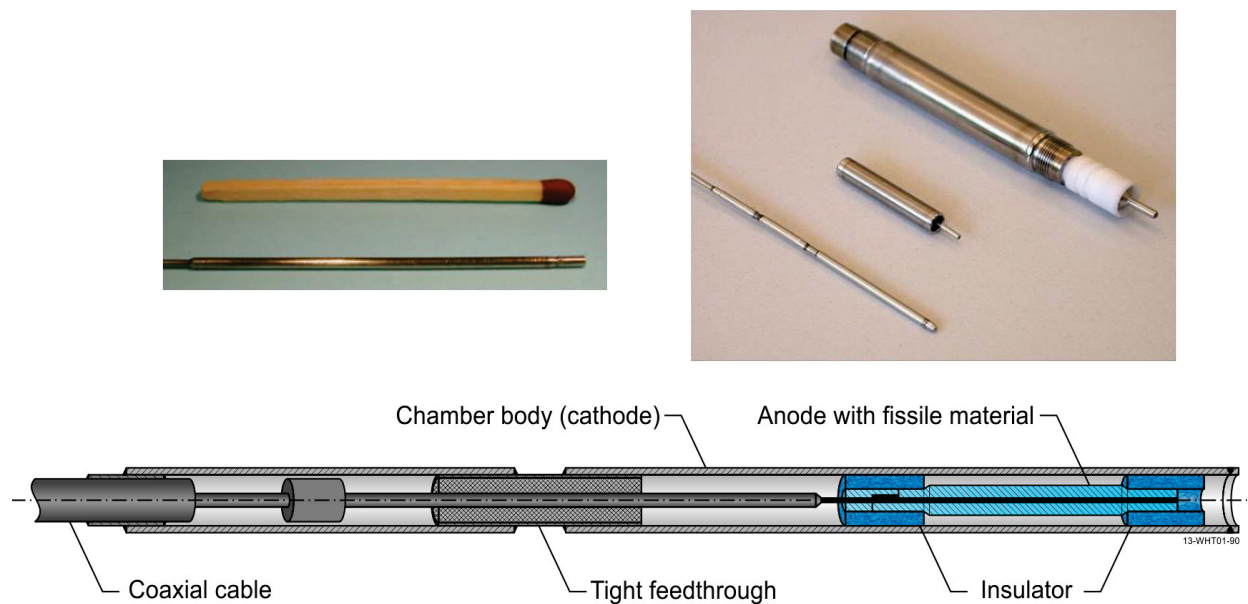 Chamber body (cathode)
Anode with fissile material
13-WHT01-90
Coaxial cable
Tight feedthrough
Insulator